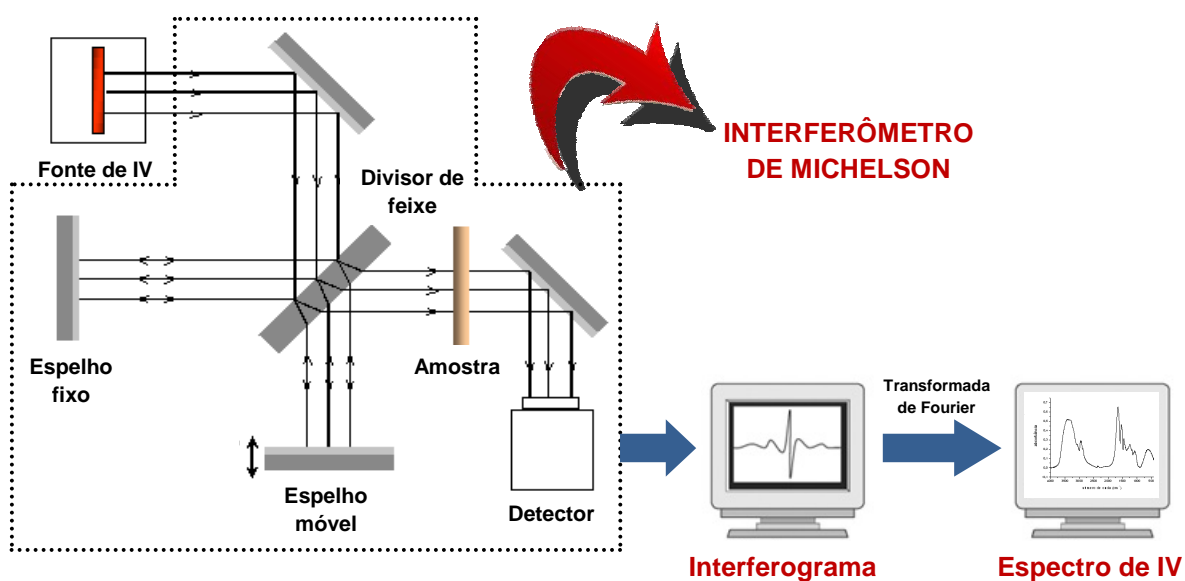 INTERFERÔMETRO
DE MICHELSON
Fonte de IV
Divisor de
feixe
Espelho
fixo
Amostra
Espelho
móvel
Detector
Transformada
de Fourier
Interferograma
Espectro de IV